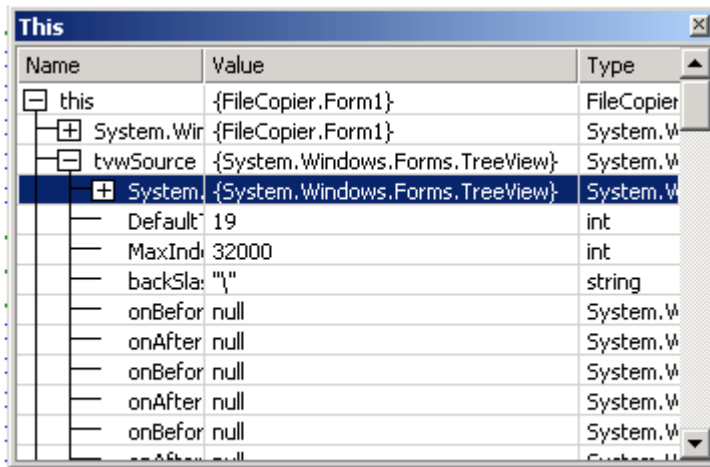 This
Name Value Type
this {FileCopier.Form1} FileCopier
System.Wir {FileCopier.Form1} System.W
tvwSource {System.Windows.Forms.TreeView} System.W
System. {System.Windows.Forms.TreeView} System.W
Default 19 int
MaxInd 32000 int
backSla "\" string
onBefor null System.W
onAfter null System.W
onBefor null System.W
onAfter null System.W
onBefor null System.W